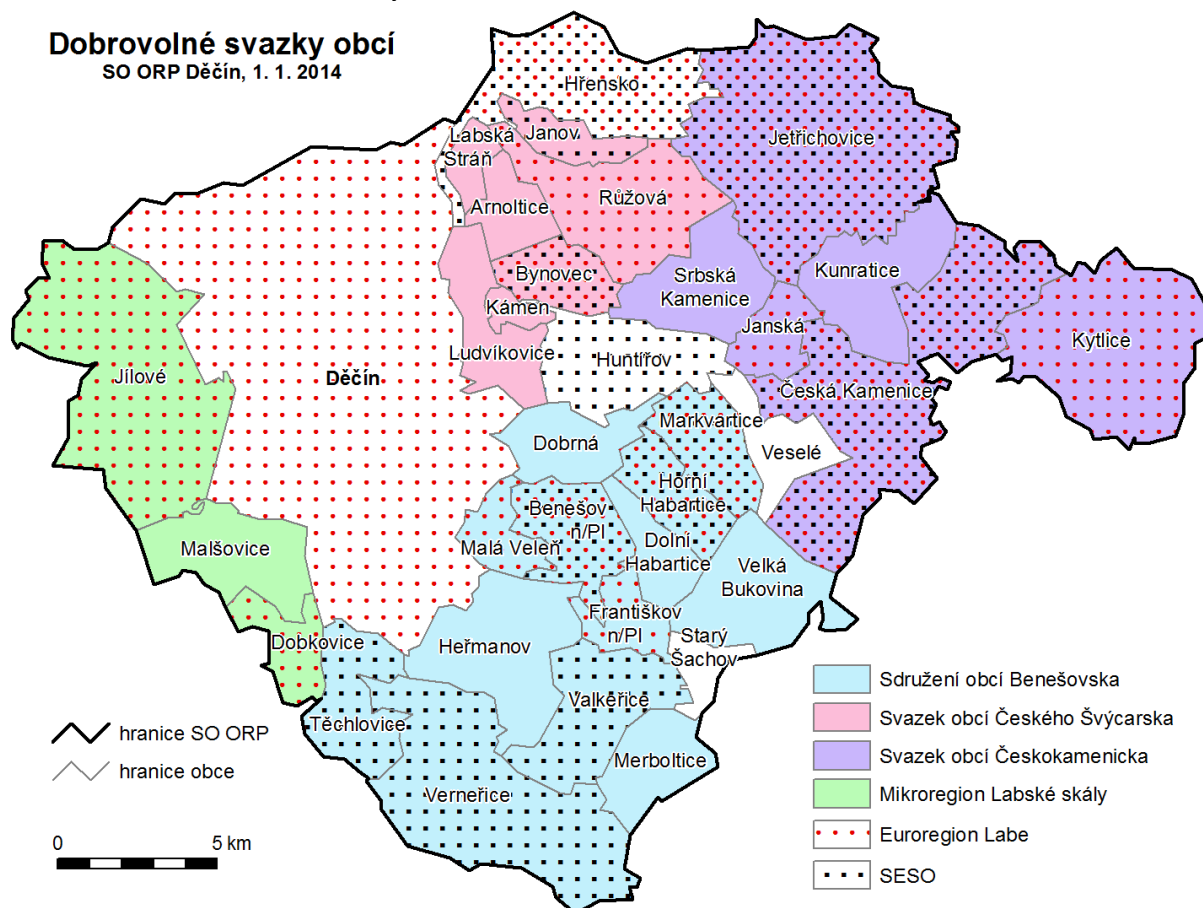 Dobrovolné svazky obcí
SO ORP Děčín, 1. 1. 2014
Hřensko
Jetřichovice
Labská
Stráň
Janov
Růžová
Arnoltice
Bynovec
Srbská
Kamenice
Kunratice
Kámen
Janská
Kytlice
Ludvíkovice
Huntířov
Jílové
Děčín
Česká Kamenice
Markvartice
Dobrná
Veselé
Horní
Habartice
Benešov
n/Pl
Malšovice
Malá Veleň
Dolní
Habartice
Velká
Bukovina
Františkov
n/Pl
Dobkovice
Heřmanov
Starý
Šachov
Valkeřice
Těchlovice
Merboltice
Verneřice
hranice SO ORP
hranice obce
0 5 km
Sdružení obcí Benešovska
Svazek obcí Českého Švýcarska
Svazek obcí Českokamenicka
Mikroregion Labské skály
Euroregion Labe
SESO